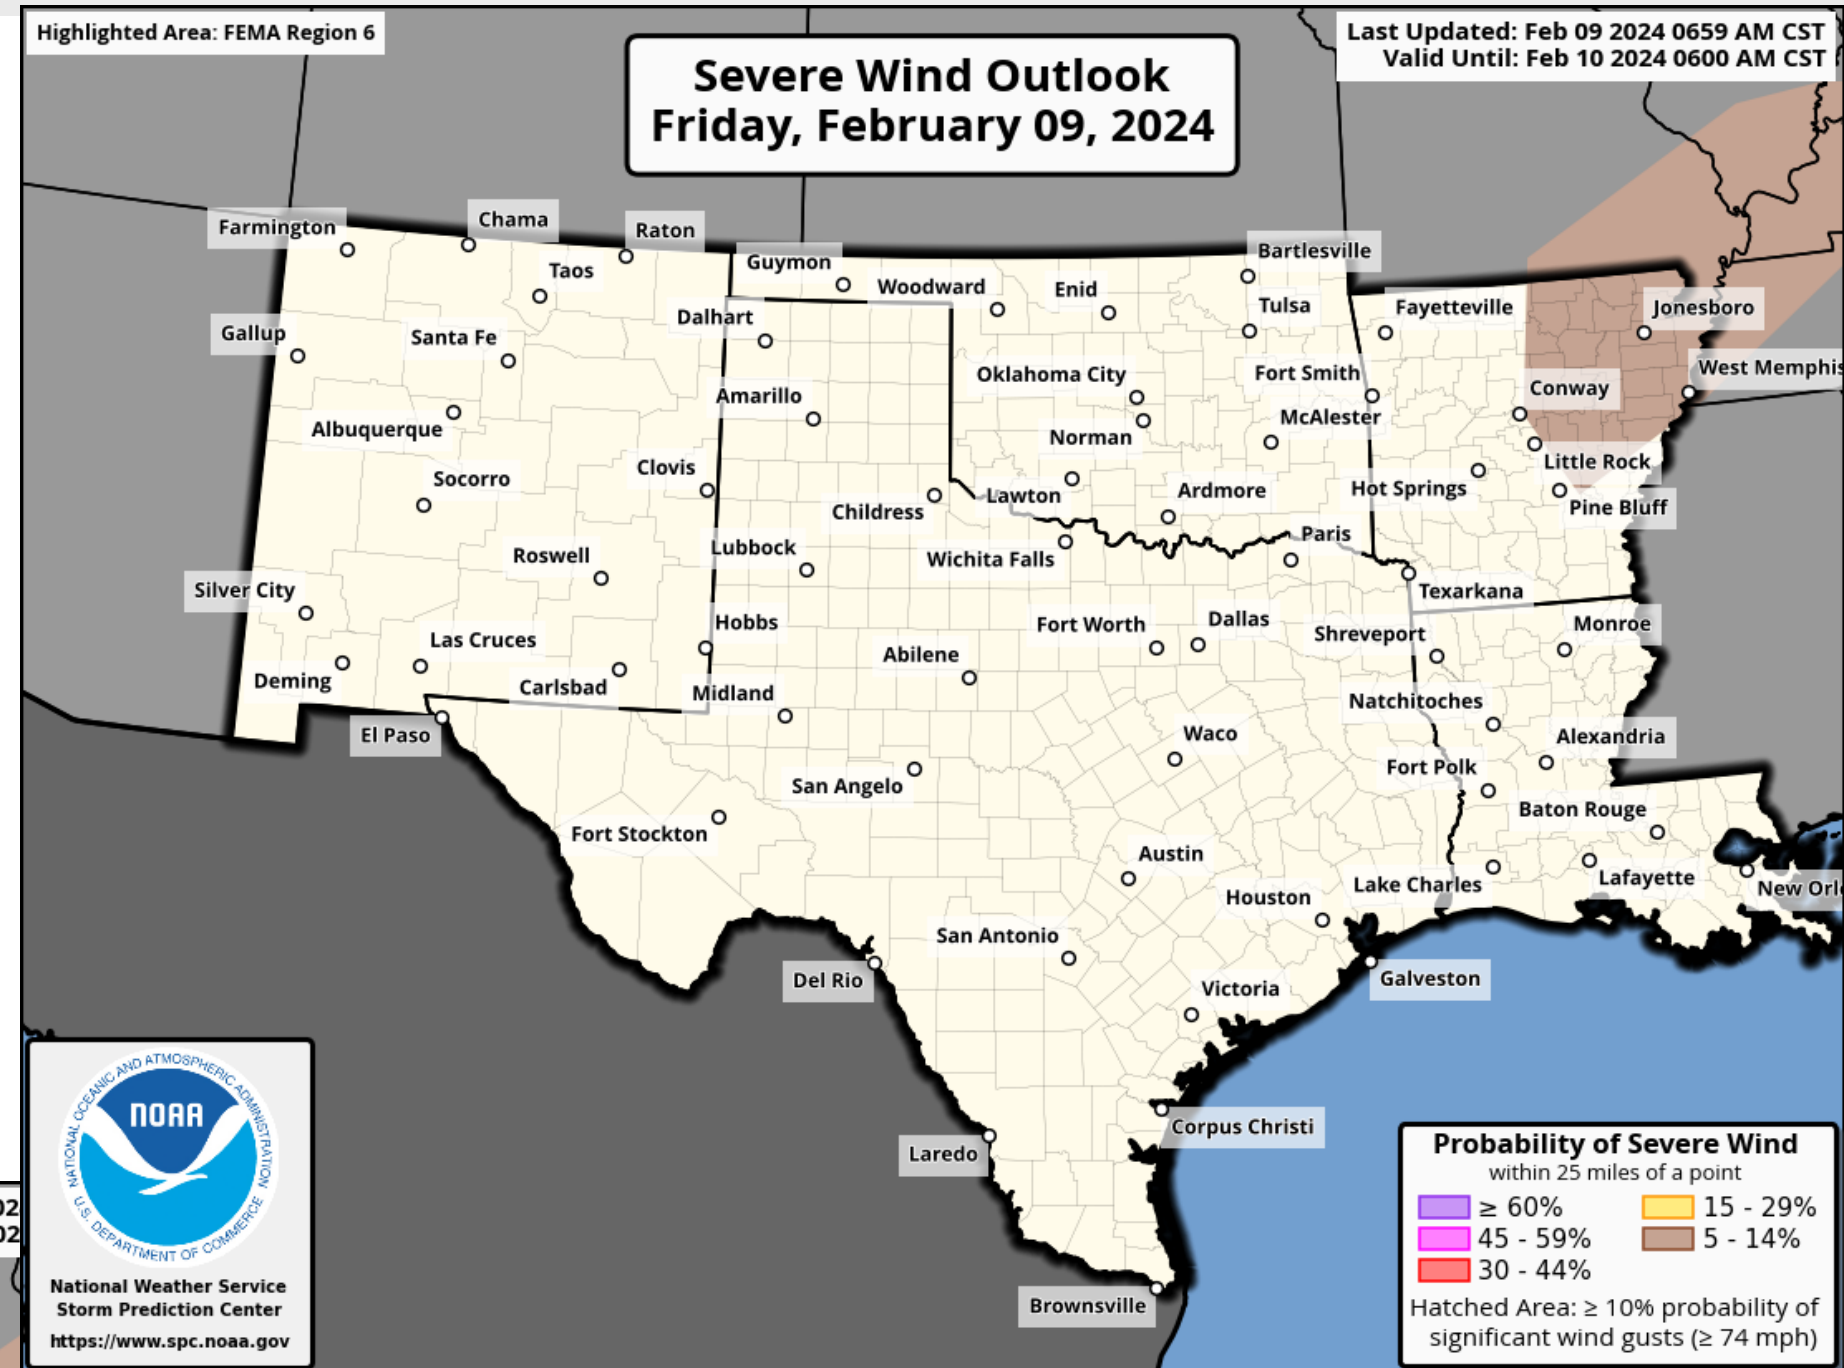 Highlighted Area: FEMA Region 6
Severe Wind Outlook
Friday, February 09, 2024
Last Updated: Feb 09 2024 0659 AM CST
Valid Until: Feb 10 2024 0600 AM CST
Farmington
Chama
Raton
Taos
Guymon
Woodward
Enid
Bartlesville
Tulsa
Fayetteville
Jonesboro
Gallup
Santa Fe
Dalhart
Oklahoma City
Fort Smith
West Memphis
Conway
Amarillo
McAlester
Albuquerque
Norman
Socorro
Clovis
Little Rock
Hot Springs
Lawton
Ardmore
Childress
Pine Bluff
Paris
Roswell
Lubbock
Wichita Falls
Silver City
Texarkana
Hobbs
Fort Worth
Dallas
Shreveport
Monroe
Las Cruces
Abilene
Deming
Carlsbad
Midland
Natchitoches
El Paso
Waco
Alexandria
San Angelo
Fort Polk
Baton Rouge
Fort Stockton
Austin
Lake Charles
Lafayette
Houston
New Orl
San Antonio
Del Rio
Galveston
Victoria
Corpus Christi
Laredo
Brownsville
02
02
NATIONAL OCEANIC AND ATMOSPHERIC ADMINISTRATION
NOAA
U.S. DEPARTMENT OF COMMERCE
National Weather Service
Storm Prediction Center
https://www.spc.noaa.gov
Probability of Severe Wind
within 25 miles of a point
≥ 60% 15 - 29%
45 - 59% 5 - 14%
30 - 44%
Hatched Area: ≥ 10% probability of
significant wind gusts (≥ 74 mph)